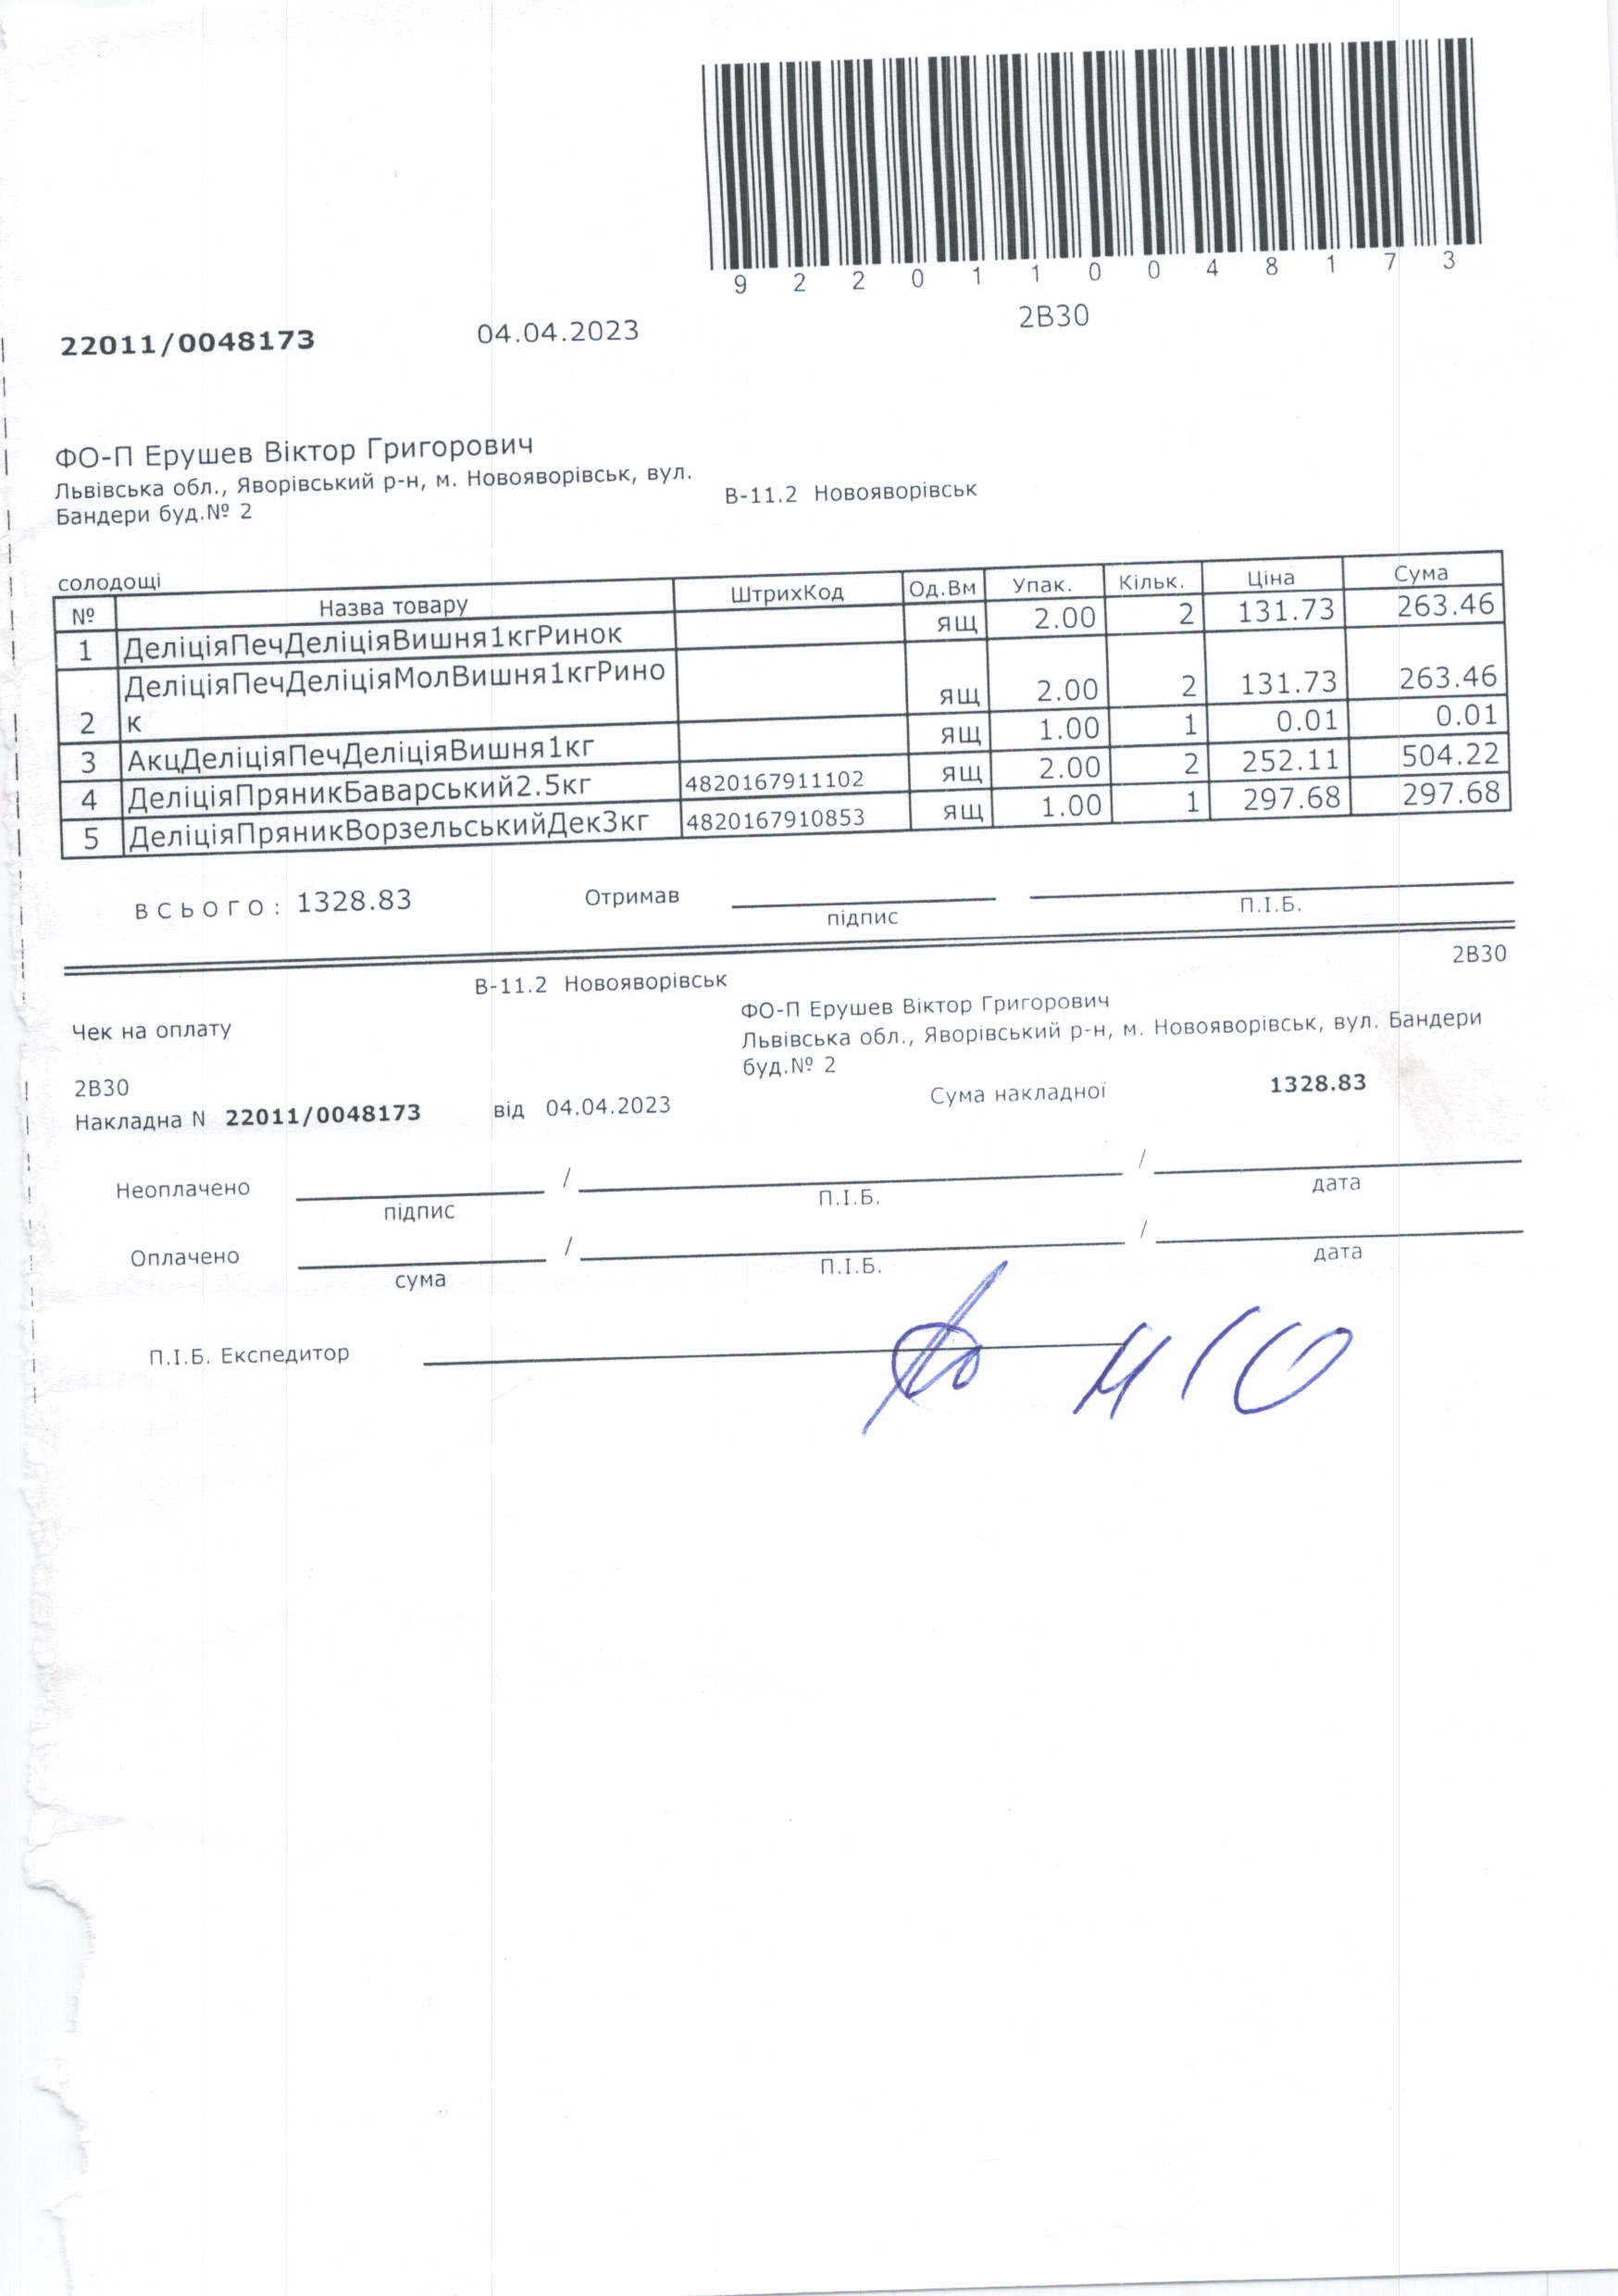 9 2 2 0 1 1 0 0 4 8 1 7 3
22011/0048173 04.04.2023 2В30
ФО-П Ерушев Віктор Григорович
Львівська обл., Яворівський р-н, м. Новояворівськ, вул.
Бандери буд.№ 2
В-11.2 Новояворівськ
солодощі
№ Назва товару ШтрихКод Од.Вм Упак. Кільк. Ціна Сума
1 ДеліціяПечДеліціяВишня1кгРинок ящ 2.00 2 131.73 263.46
ДеліціяПечДеліціяМолВишня1кгРино
2 к ящ 2.00 2 131.73 263.46
3 АкцДеліціяПечДеліціяВишня1кг ящ 1.00 1 0.01 0.01
4 ДеліціяПряникБаварський2.5кг 4820167911102 ящ 2.00 2 252.11 504.22
5 ДеліціяПряникВорзельськийДек3кг 4820167910853 ящ 1.00 1 297.68 297.68
ВСЬОГО: 1328.83 Отримав
підпис П.І.Б.
2В30
В-11.2 Новояворівськ
ФО-П Ерушев Віктор Григорович
Чек на оплату
Львівська обл., Яворівський р-н, м. Новояворівськ, вул. Бандери
буд.№ 2
2В30
Накладна N 22011/0048173 від 04.04.2023 Сума накладної 1328.83
Неоплачено / /
підпис П.І.Б. дата
Оплачено / /
сума П.І.Б. дата
П.І.Б. Експедитор